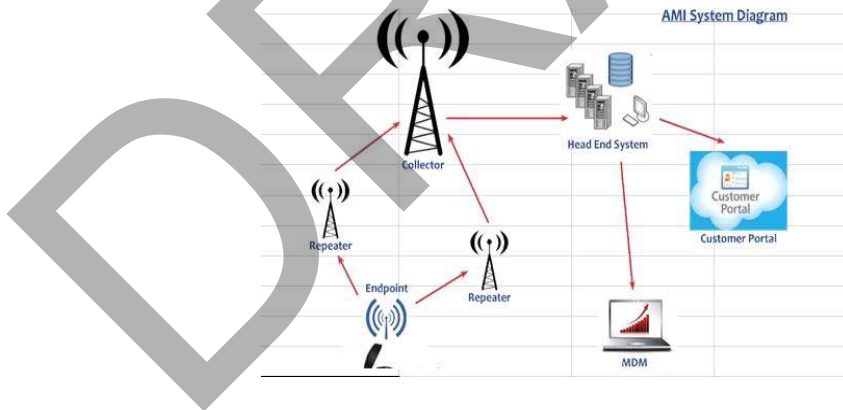 AMI System Diagram
Head End System
Collector
Customer
Portal
Customer Portal
Repeater
Repeater
Endpoint
MDM